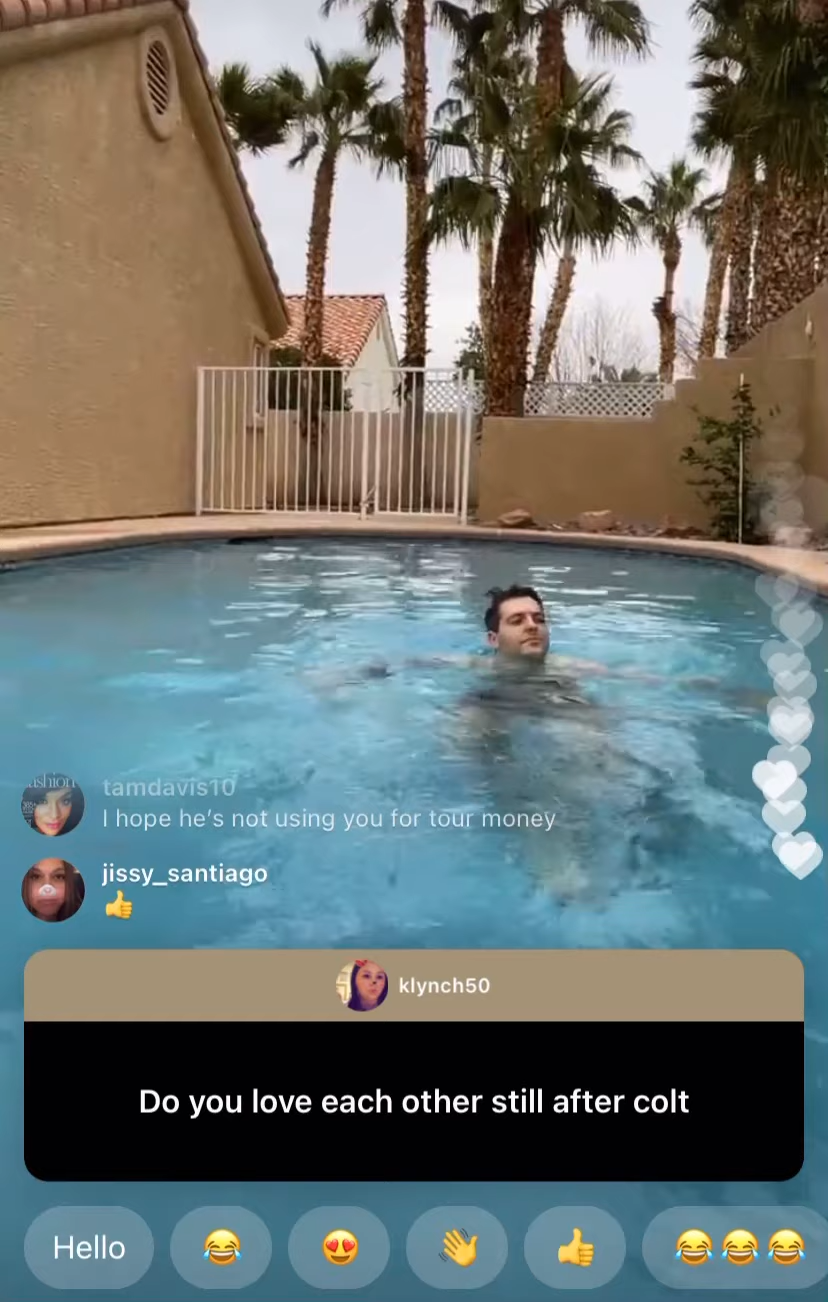 tamdavis10
I hope he’s not using you for tour money
jissy_santiago
👍
klynch50
Do you love each other still after colt
Hello 😂 😍 👋 👍 😂😂😂